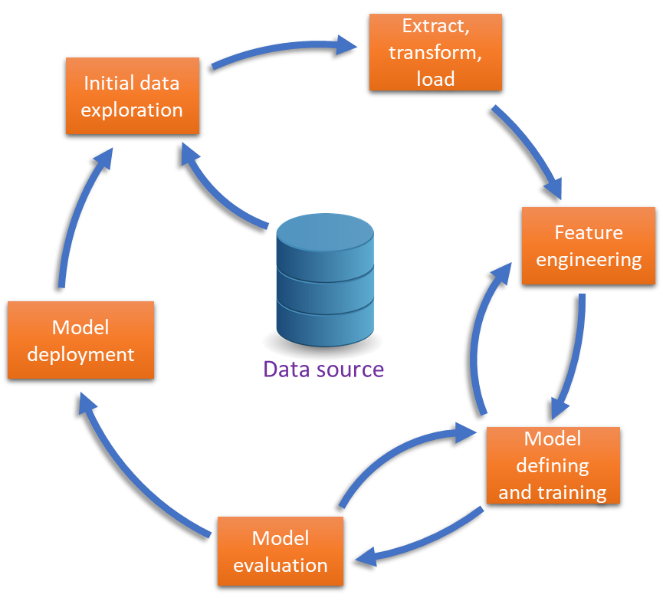 Extract,
transform,
load
Initial data
exploration
Feature
engineering
Model
deployment
Data source
Model
defining
and training
Model
evaluation